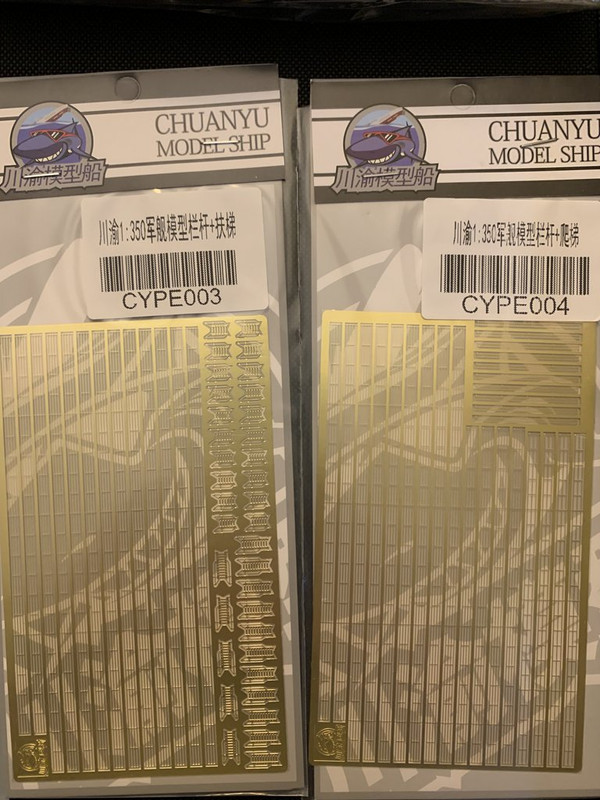 CHUANYU
MODEL SHIP
川渝模型船
川渝1:350军舰模型栏杆+扶梯
CYPE003
CHUANYU
MODEL SHIP
川渝模型船
川渝1:350军舰模型栏杆+爬梯
CYPE004